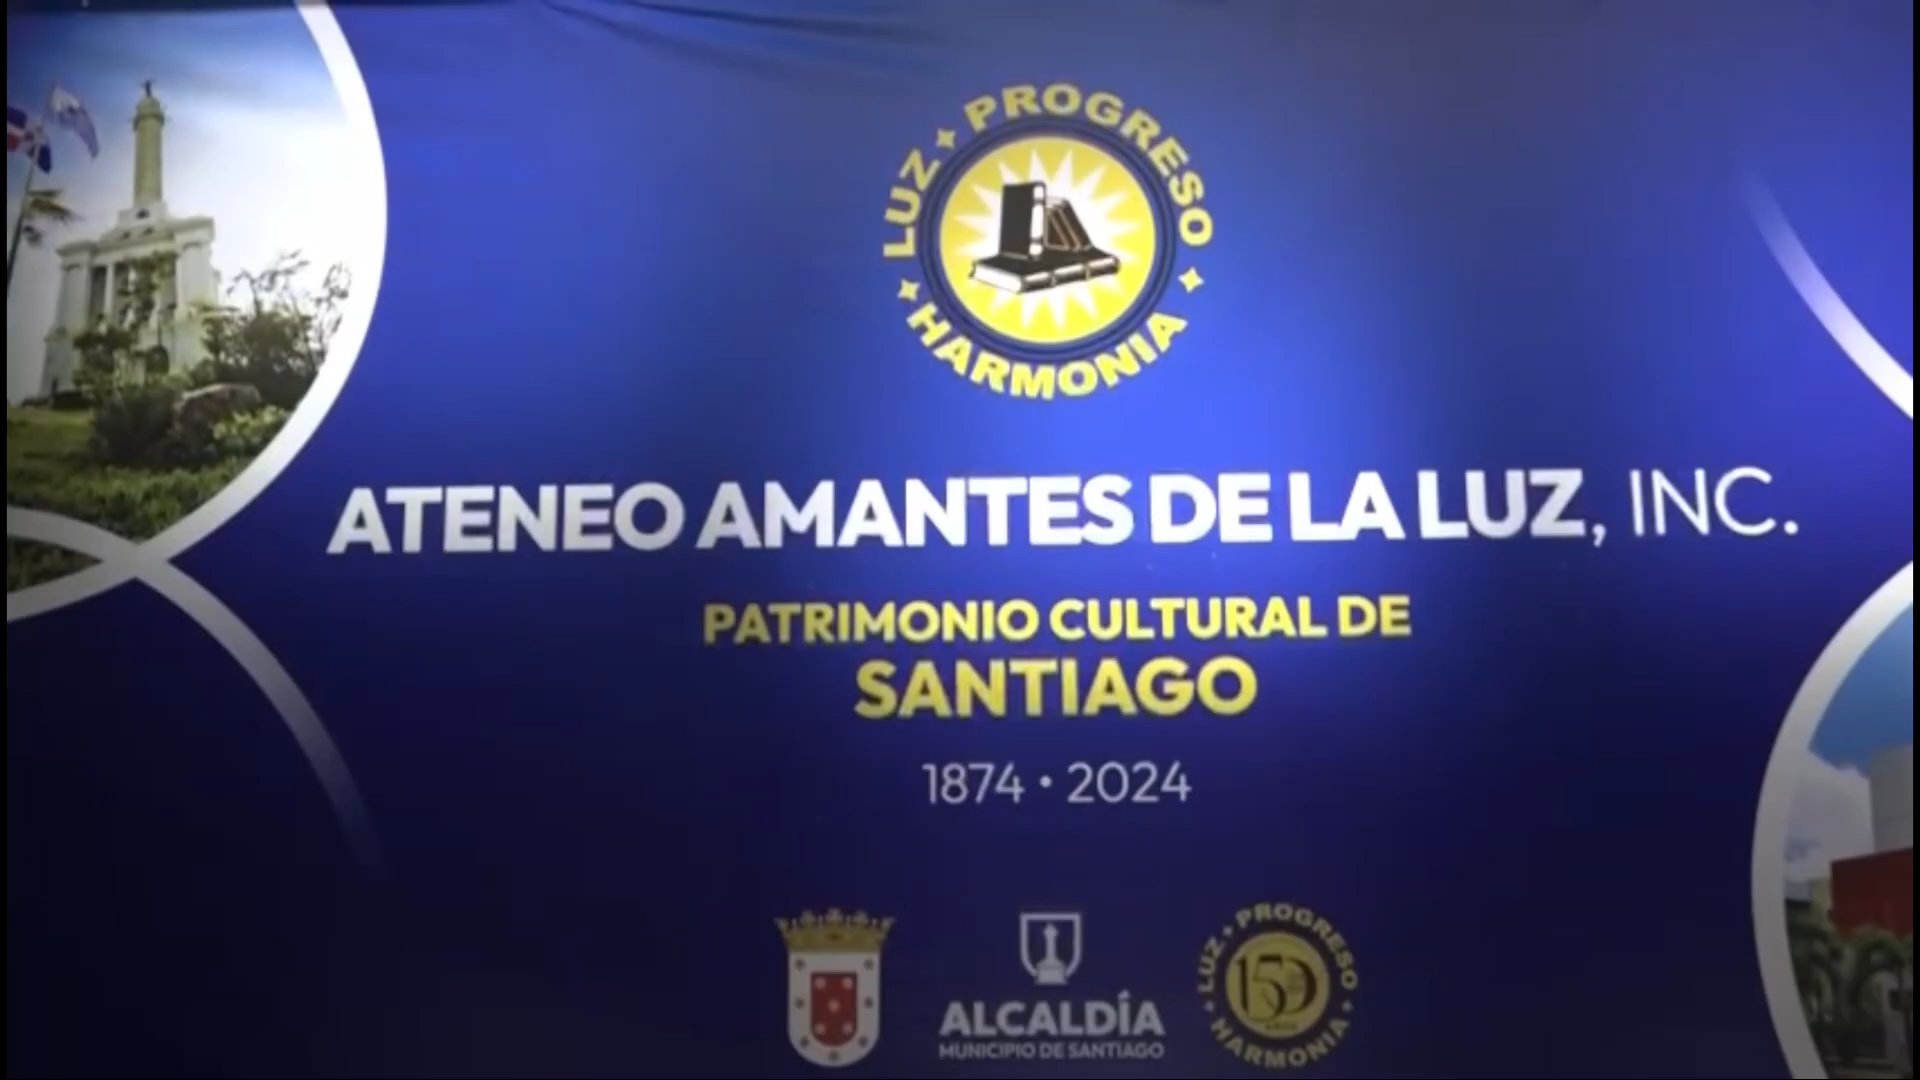 LUZ PROGRESO
HARMONIA
ATENEO AMANTES DE LA LUZ, INC.
PATRIMONIO CULTURAL DE
SANTIAGO
1874 • 2024
ALCALDÍA
MUNICIPIO DE SANTIAGO
LUZ PROGRESO
150
HARMONIA